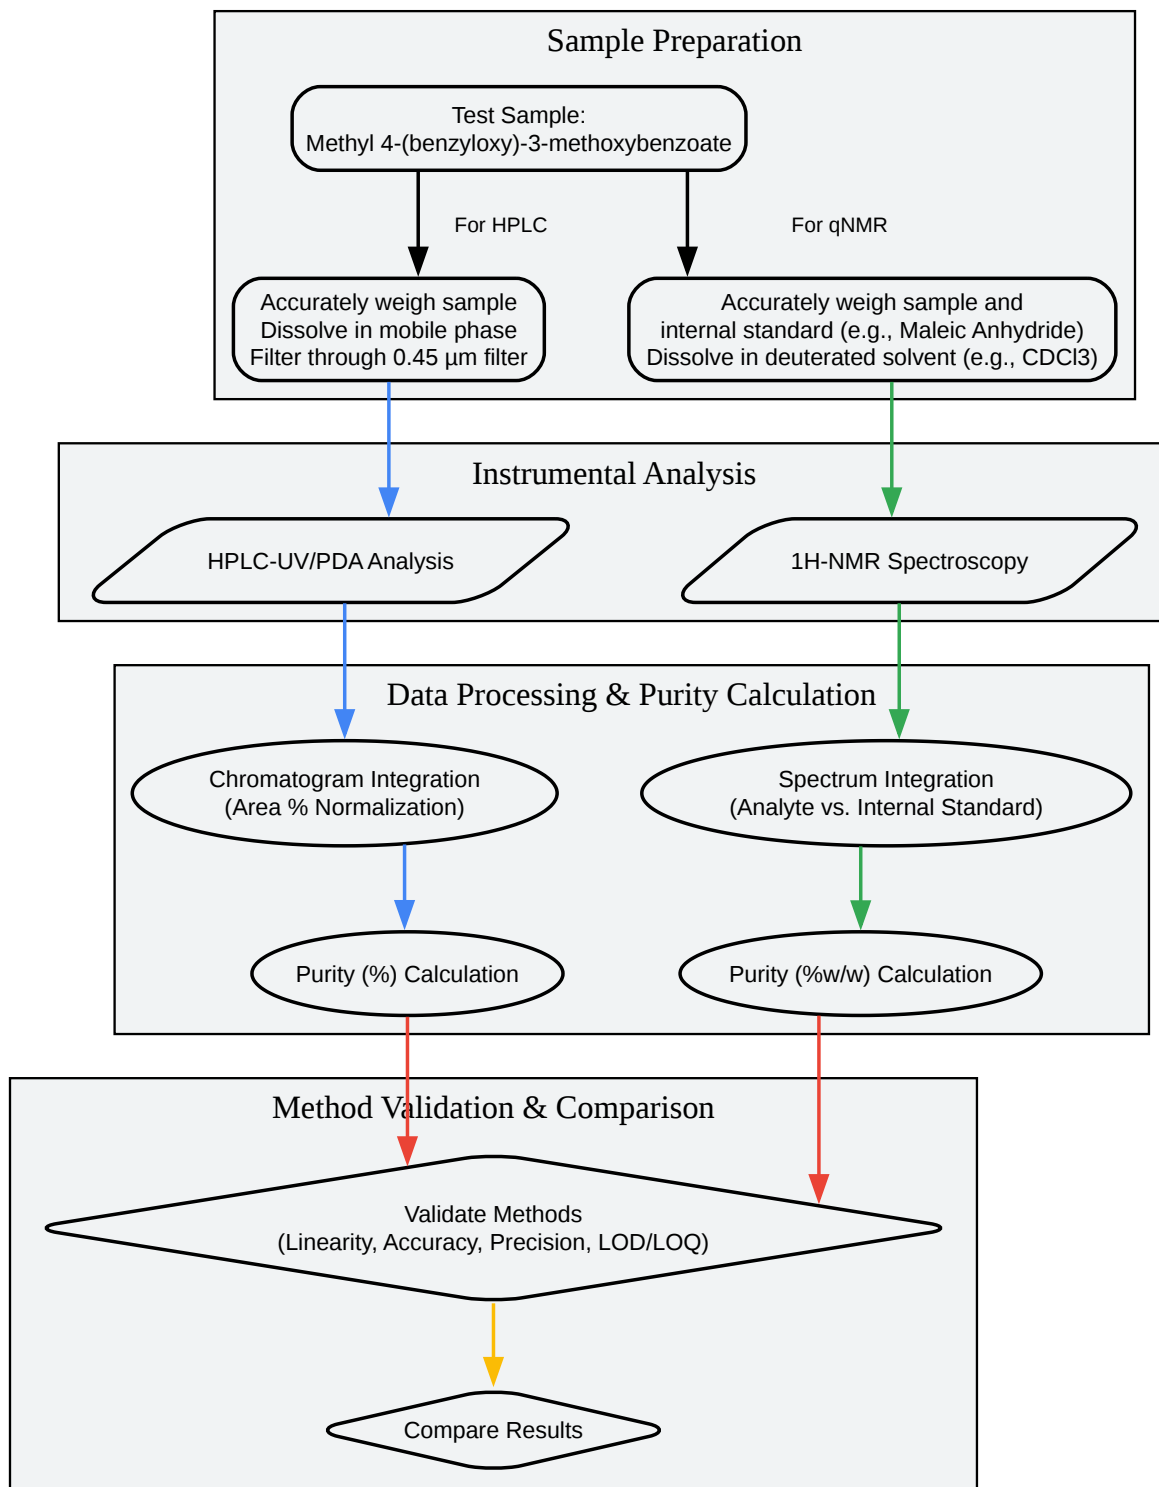 Sample Preparation
Test Sample:
Methyl 4-(benzyloxy)-3-methoxybenzoate
For HPLC
For qNMR
Accurately weigh sample
Dissolve in mobile phase
Filter through 0.45 µm filter
Accurately weigh sample and
internal standard (e.g., Maleic Anhydride)
Dissolve in deuterated solvent (e.g., CDCl3)
Instrumental Analysis
HPLC-UV/PDA Analysis
1H-NMR Spectroscopy
Data Processing & Purity Calculation
Chromatogram Integration
(Area % Normalization)
Spectrum Integration
(Analyte vs. Internal Standard)
Purity (%) Calculation
Purity (%w/w) Calculation
Method Validation & Comparison
Validate Methods
(Linearity, Accuracy, Precision, LOD/LOQ)
Compare Results